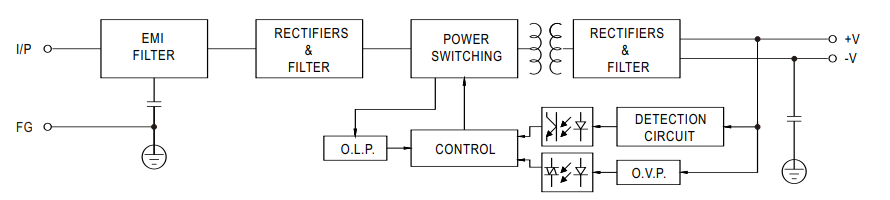 I/P
EMI
FILTER
RECTIFIERS
&
FILTER
POWER
SWITCHING
RECTIFIERS
&
FILTER
+V
-V
FG
O.L.P.
CONTROL
DETECTION
CIRCUIT
O.V.P.